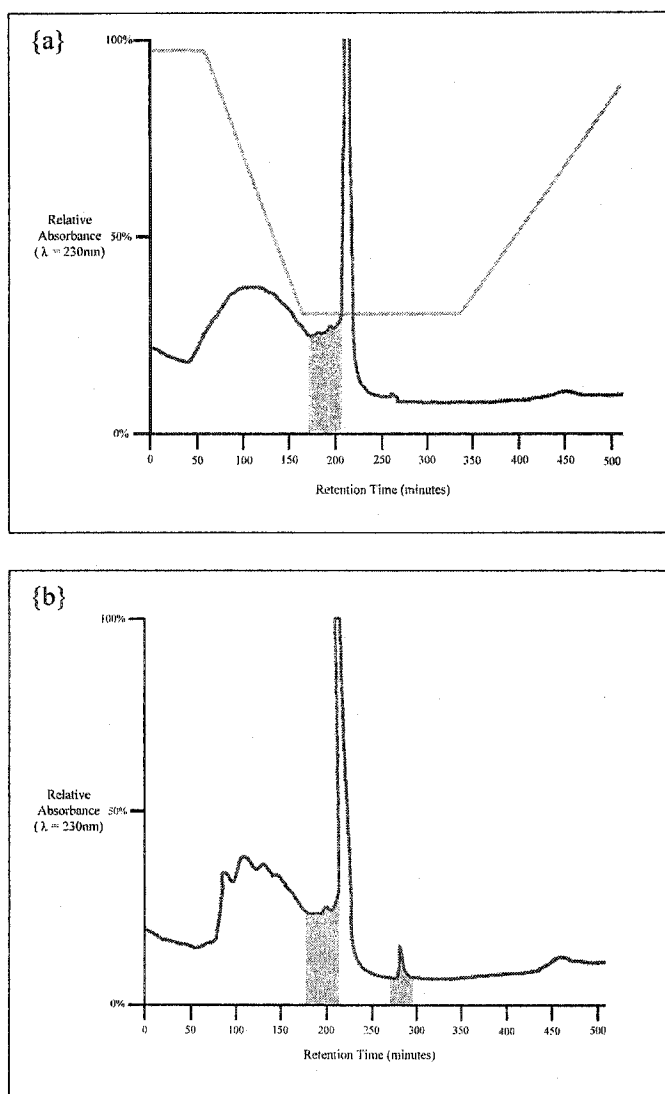 {a}
100%
Relative
Absorbance
(λ = 230nm)
50%
0%
0 50 100 150 200 250 300 350 400 450 500
Retention Time (minutes)
{b}
100%
Relative
Absorbance
(λ = 230nm)
50%
0%
0 50 100 150 200 250 300 350 400 450 500
Retention Time (minutes)